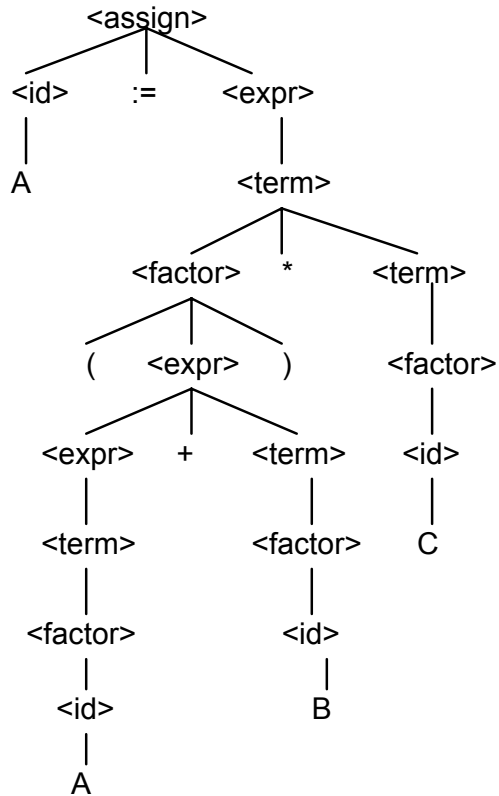 <assign>
<id> := <expr>
A <term>
<factor> * <term>
( <expr> ) <factor>
<expr> + <term> <id>
<term> <factor> C
<factor> <id>
<id> B
A